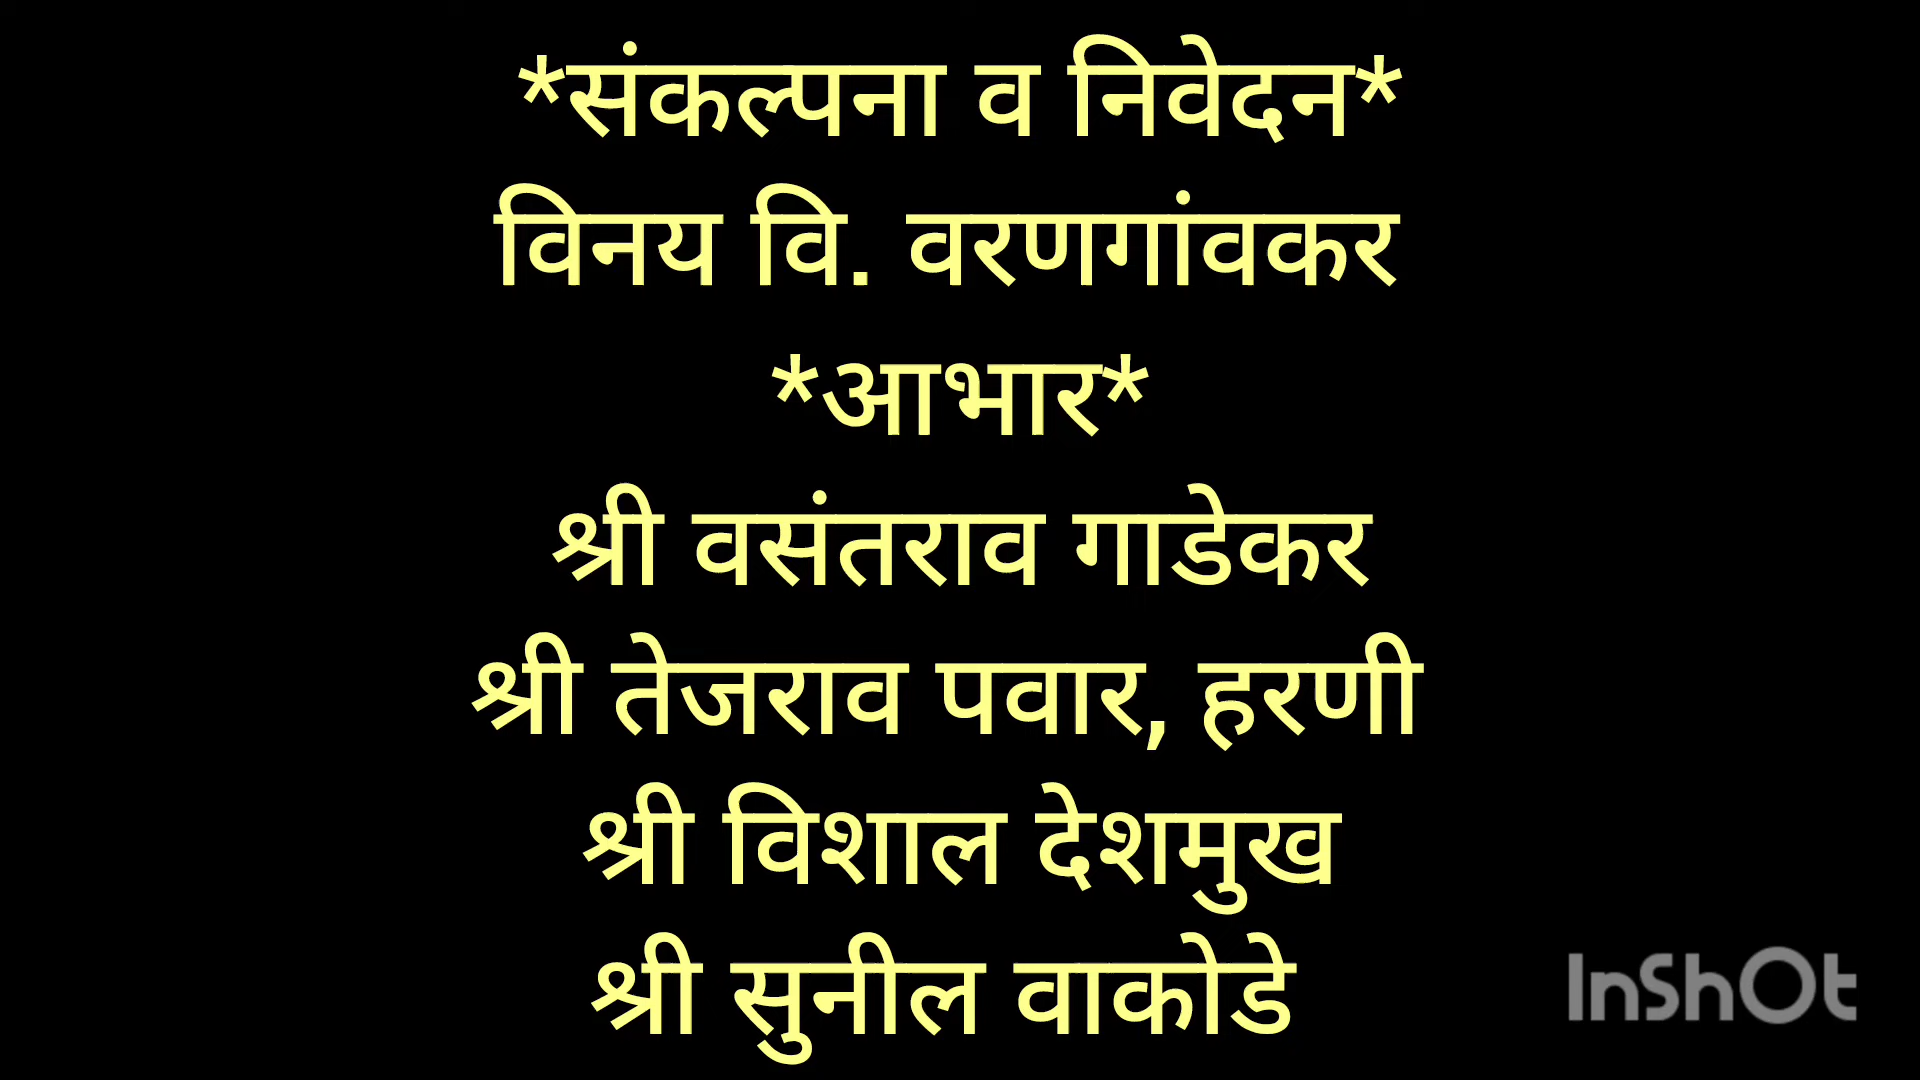 *संकल्पना व निवेदन*
विनय वि. वरणगांवकर
*आभार*
श्री वसंतराव गाडेकर
श्री तेजराव पवार, हरणी
श्री विशाल देशमुख
श्री सुनील वाकोडे
InShOt